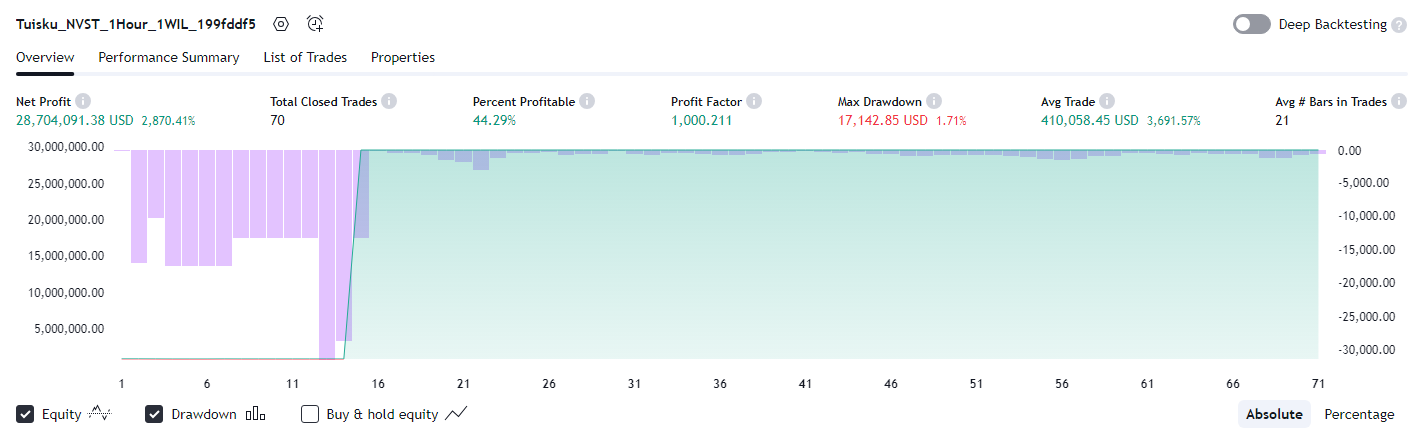 Tuisku_NVST_1Hour_1WIL_199fddf5
Deep Backtesting ?
Overview Performance Summary List of Trades Properties
Net Profit i Total Closed Trades i Percent Profitable i Profit Factor i Max Drawdown i Avg Trade i Avg # Bars in Trades i
28,704,091.38 USD 2,870.41% 70 44.29% 1,000.211 17,142.85 USD 1.71% 410,058.45 USD 3,691.57% 21
30,000,000.00 0.00
25,000,000.00 -5,000.00
20,000,000.00 -10,000.00
15,000,000.00 -15,000.00
10,000,000.00 -20,000.00
5,000,000.00 -25,000.00
-30,000.00
1 6 11 16 21 26 31 36 41 46 51 56 61 66 71
Equity Drawdown Buy & hold equity Absolute Percentage